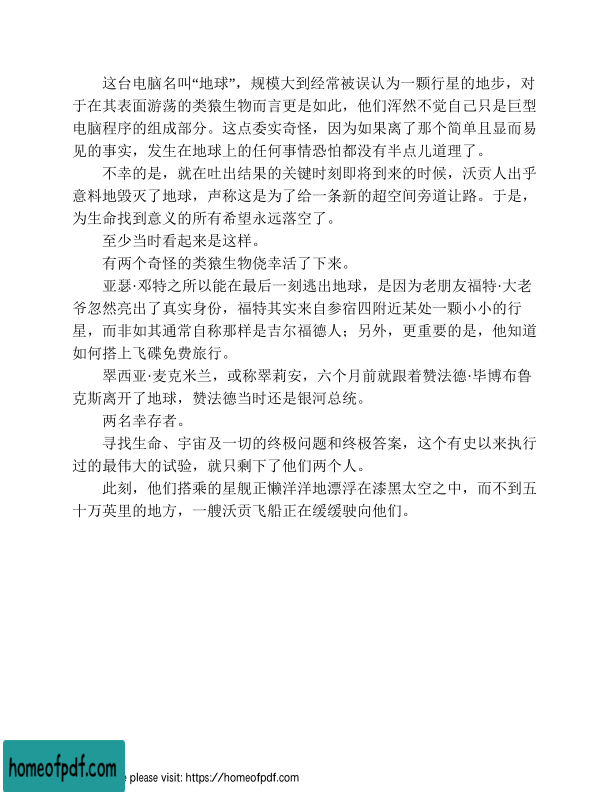 这台电脑名叫“地球”，规模大到经常被误认为一颗行星的地步，对
于在其表面游荡的类猿生物而言更是如此，他们浑然不觉自己只是巨型
电脑程序的组成部分。这点委实奇怪，因为如果离了那个简单且显而易
见的事实，发生在地球上的任何事情恐怕都没有半点儿道理了。
不幸的是，就在吐出结果的关键时刻即将到来的时候，沃贡人出乎
意料地毁灭了地球，声称这是为了给一条新的超空间旁道让路。于是，
为生命找到意义的所有希望永远落空了。
至少当时看起来是这样。
有两个奇怪的类猿生物侥幸活了下来。
亚瑟·邓特之所以能在最后一刻逃出地球，是因为老朋友福特·大老
爷忽然亮出了真实身份，福特其实来自参宿四附近某处一颗小小的行
星，而非如其通常自称那样是吉尔福德人；另外，更重要的是，他知道
如何搭上飞碟免费旅行。
翠西亚·麦克米兰，或称翠莉安，六个月前就跟着赞法德·毕博布鲁
克斯离开了地球，赞法德当时还是银河总统。
两名幸存者。
寻找生命、宇宙及一切的终极问题和终极答案，这个有史以来执行
过的最伟大的试验，就只剩下了他们两个人。
此刻，他们搭乘的星舰正懒洋洋地漂浮在漆黑太空之中，而不到五
十万英里的地方，一艘沃贡飞船正在缓缓驶向他们。
homeofpdf.com
e please visit: https://homeofpdf.com